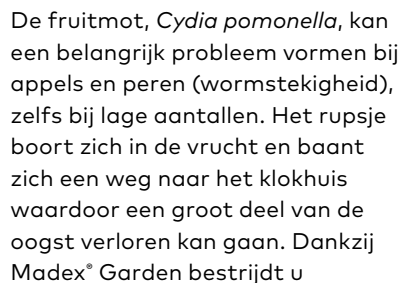 De fruitmot, Cydia pomonella, kan
een belangrijk probleem vormen bij
appels en peren (wormstekigheid),
zelfs bij lage aantallen. Het rupsje
boort zich in de vrucht en baant
zich een weg naar het klokhuis
waardoor een groot deel van de
oogst verloren kan gaan. Dankzij
Madex® Garden bestrijdt u